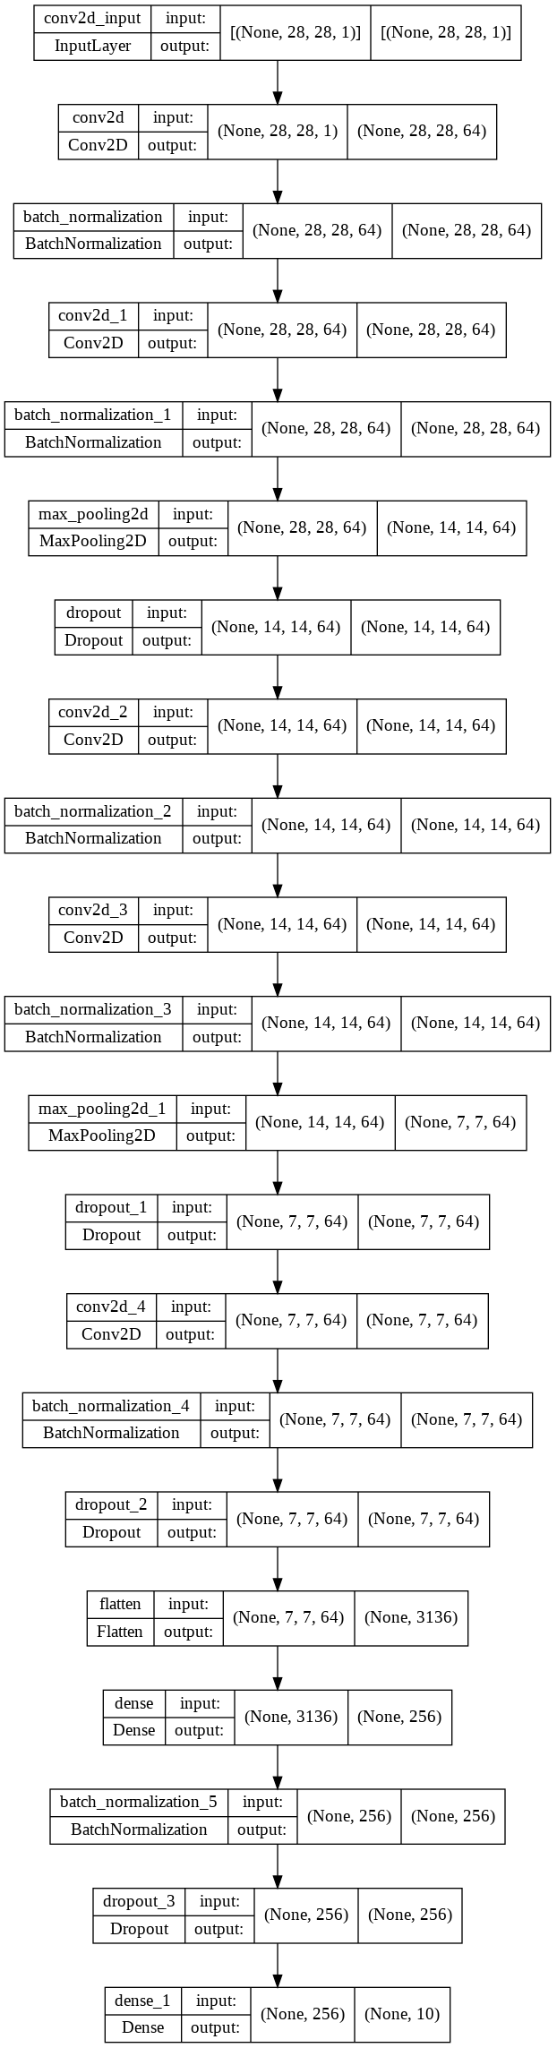 conv2d_input input: [(None, 28, 28, 1)] [(None, 28, 28, 1)]
InputLayer output:
conv2d input: (None, 28, 28, 1) (None, 28, 28, 64)
Conv2D output:
batch_normalization input: (None, 28, 28, 64) (None, 28, 28, 64)
BatchNormalization output:
conv2d_1 input: (None, 28, 28, 64) (None, 28, 28, 64)
Conv2D output:
batch_normalization_1 input: (None, 28, 28, 64) (None, 28, 28, 64)
BatchNormalization output:
max_pooling2d input: (None, 28, 28, 64) (None, 14, 14, 64)
MaxPooling2D output:
dropout input: (None, 14, 14, 64) (None, 14, 14, 64)
Dropout output:
conv2d_2 input: (None, 14, 14, 64) (None, 14, 14, 64)
Conv2D output:
batch_normalization_2 input: (None, 14, 14, 64) (None, 14, 14, 64)
BatchNormalization output:
conv2d_3 input: (None, 14, 14, 64) (None, 14, 14, 64)
Conv2D output:
batch_normalization_3 input: (None, 14, 14, 64) (None, 14, 14, 64)
BatchNormalization output:
max_pooling2d_1 input: (None, 14, 14, 64) (None, 7, 7, 64)
MaxPooling2D output:
dropout_1 input: (None, 7, 7, 64) (None, 7, 7, 64)
Dropout output:
conv2d_4 input: (None, 7, 7, 64) (None, 7, 7, 64)
Conv2D output:
batch_normalization_4 input: (None, 7, 7, 64) (None, 7, 7, 64)
BatchNormalization output:
dropout_2 input: (None, 7, 7, 64) (None, 7, 7, 64)
Dropout output:
flatten input: (None, 7, 7, 64) (None, 3136)
Flatten output:
dense input: (None, 3136) (None, 256)
Dense output:
batch_normalization_5 input: (None, 256) (None, 256)
BatchNormalization output:
dropout_3 input: (None, 256) (None, 256)
Dropout output:
dense_1 input: (None, 256) (None, 10)
Dense output: